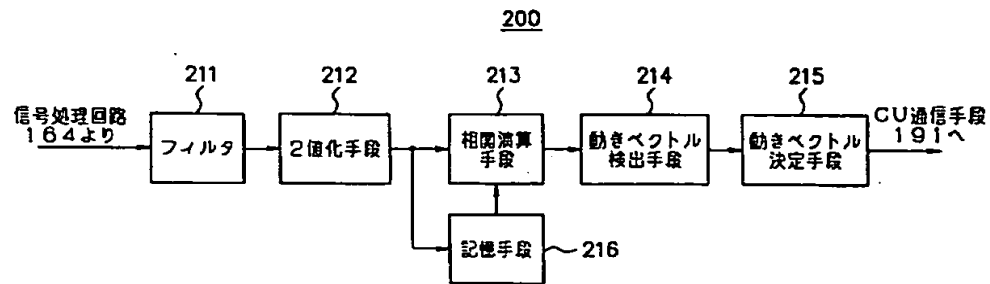 200
211
212
213
214
215
信号処理回路
164より
フィルタ
2値化手段
相関演算
手段
動きベクトル
検出手段
動きベクトル
決定手段
CU通信手段
191へ
記憶手段
216